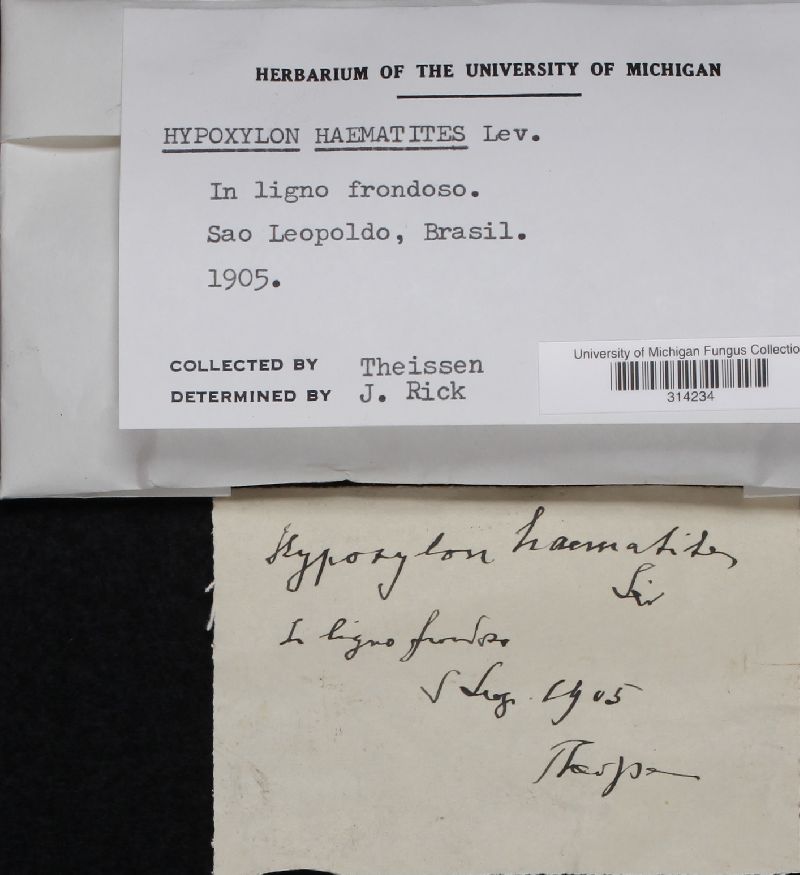 HERBARIUM OF THE UNIVERSITY OF MICHIGAN
HYPOXYLON HAEMATITES Lev.
In ligno frondoso.
Sao Leopoldo, Brasil.
1905.
COLLECTED BY Theissen
DETERMINED BY J. Rick
University of Michigan Fungus Collectio
314234
Hypoxylon haematites
Lév
In ligno frondoso
S Leop. 1905
Theissen